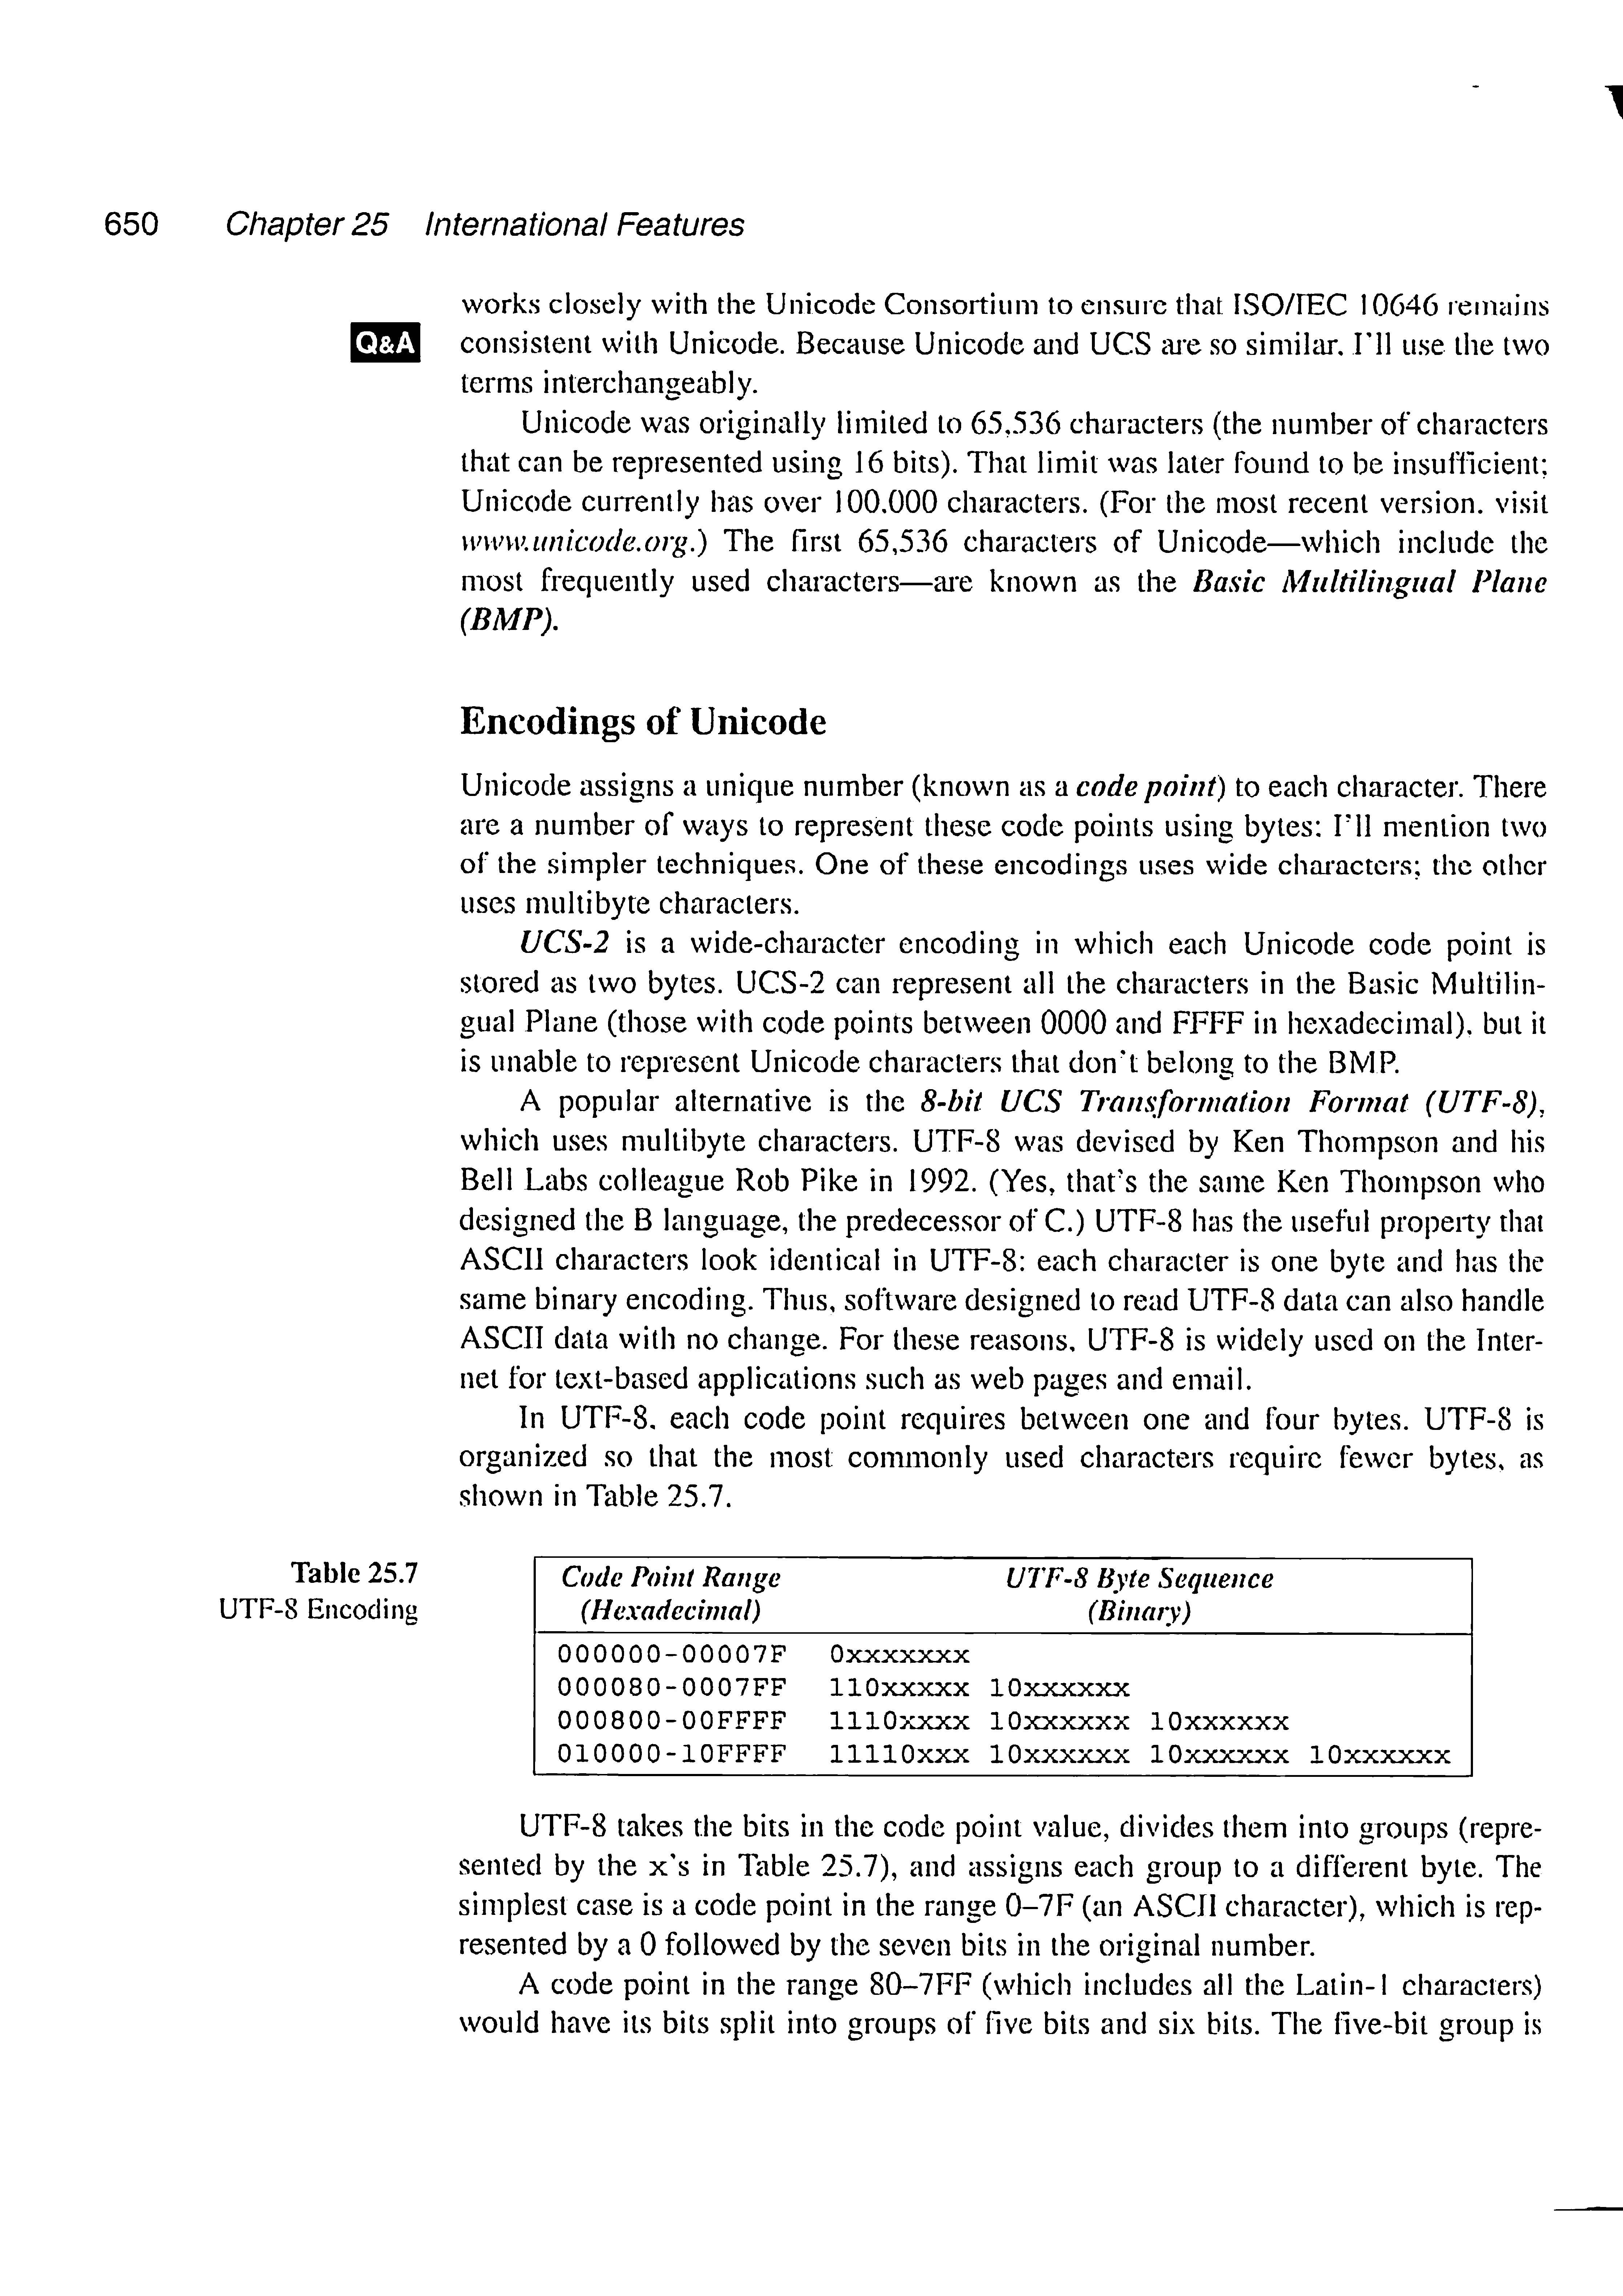 650 Chapter 25 International Features
works closely with the Unicode Consortium to ensure that ISO/IEC 10646 remains
Q&A
consistent with Unicode. Because Unicode and UCS are so similar, I'll use the two
terms interchangeably.
Unicode was originally limited to 65,536 characters (the number of characters
that can be represented using 16 bits). That limit was later found to be insufficient;
Unicode currently has over 100,000 characters. (For the most recent version, visit
www.unicode.org.) The first 65,536 characters of Unicode—which include the
most frequently used characters—are known as the Basic Multilingual Plane
(BMP).
Encodings of Unicode
Unicode assigns a unique number (known as a code point) to each character. There
are a number of ways to represent these code points using bytes; I'll mention two
of the simpler techniques. One of these encodings uses wide characters; the other
uses multibyte characters.
UCS-2 is a wide-character encoding in which each Unicode code point is
stored as two bytes. UCS-2 can represent all the characters in the Basic Multilin-
gual Plane (those with code points between 0000 and FFFF in hexadecimal), but it
is unable to represent Unicode characters that don't belong to the BMP.
A popular alternative is the 8-bit UCS Transformation Format (UTF-8),
which uses multibyte characters. UTF-8 was devised by Ken Thompson and his
Bell Labs colleague Rob Pike in 1992. (Yes, that's the same Ken Thompson who
designed the B language, the predecessor of C.) UTF-8 has the useful property that
ASCII characters look identical in UTF-8: each character is one byte and has the
same binary encoding. Thus, software designed to read UTF-8 data can also handle
ASCII data with no change. For these reasons, UTF-8 is widely used on the Inter-
net for text-based applications such as web pages and email.
In UTF-8, each code point requires between one and four bytes. UTF-8 is
organized so that the most commonly used characters require fewer bytes, as
shown in Table 25.7.
Table 25.7
UTF-8 Encoding
Code Point Range UTF-8 Byte Sequence
(Hexadecimal) (Binary)
000000-00007F 0xxxxxxx
000080-0007FF 110xxxxx 10xxxxxx
000800-00FFFF 1110xxxx 10xxxxxx 10xxxxxx
010000-10FFFF 11110xxx 10xxxxxx 10xxxxxx 10xxxxxx
UTF-8 takes the bits in the code point value, divides them into groups (repre-
sented by the x's in Table 25.7), and assigns each group to a different byte. The
simplest case is a code point in the range 0–7F (an ASCII character), which is rep-
resented by a 0 followed by the seven bits in the original number.
A code point in the range 80–7FF (which includes all the Latin-1 characters)
would have its bits split into groups of five bits and six bits. The five-bit group is